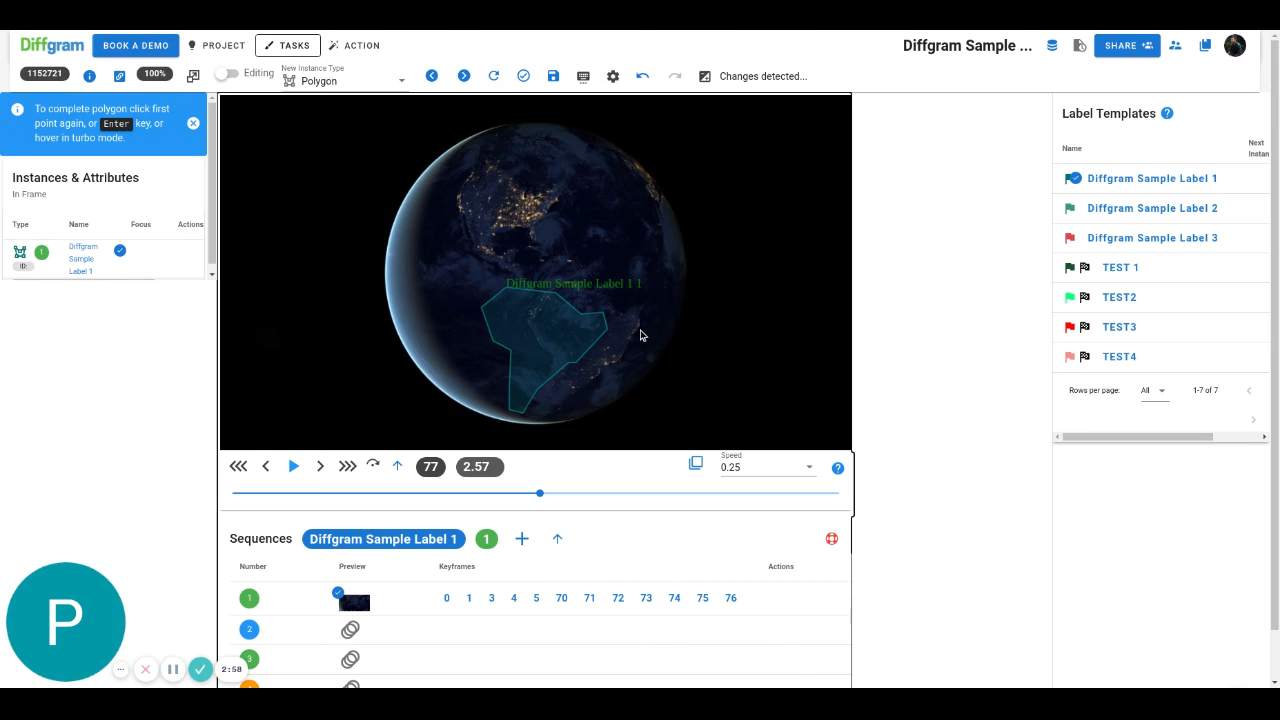 Diffgram
BOOK A DEMO
PROJECT
TASKS
ACTION
Diffgram Sample ...
SHARE
1152721
100%
Editing
New Instance Type
Polygon
Changes detected...
To complete polygon click first
point again, or Enter key, or
hover in turbo mode.
Instances & Attributes
In Frame
Type Name Focus Actions
1
ID:
Diffgram
Sample
Label 1
Diffgram Sample Label 1 1
Label Templates
Name
Next
Instan
Diffgram Sample Label 1
Diffgram Sample Label 2
Diffgram Sample Label 3
TEST 1
TEST2
TEST3
TEST4
Rows per page: All 1-7 of 7
77
2.57
Speed
0.25
Sequences Diffgram Sample Label 1 1
Number Preview Keyframes Actions
1 0 1 3 4 5 70 71 72 73 74 75 76
2
3
P
2:58